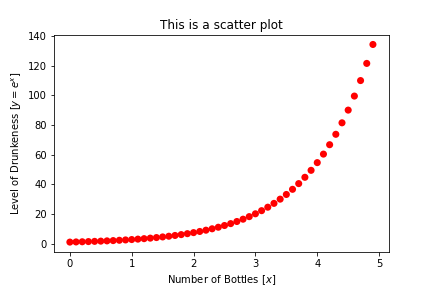 This is a scatter plot
Level of Drunkeness [y = e^x]
140
120
100
80
60
40
20
0
0 1 2 3 4 5
Number of Bottles [x]